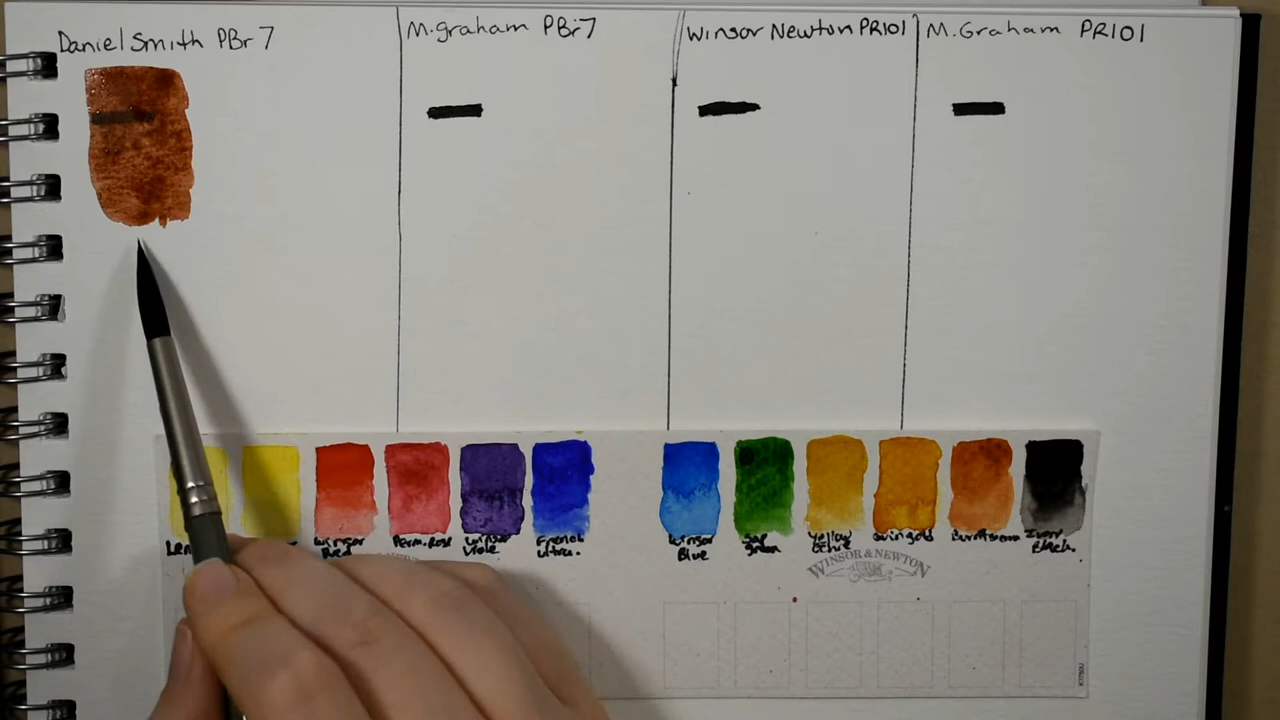 Daniel Smith PBr7
M.graham PBr7
Winsor Newton PR101
M.Graham PR101
Winsor
Red
Perm.Rose
Winsor
Viole
French
Ultra.
Winsor
Blue
Sap
Green
Yellow
Ochre
Quin gold
Burnt Sienna
Ivory
Black.
WINSOR & NEWTON